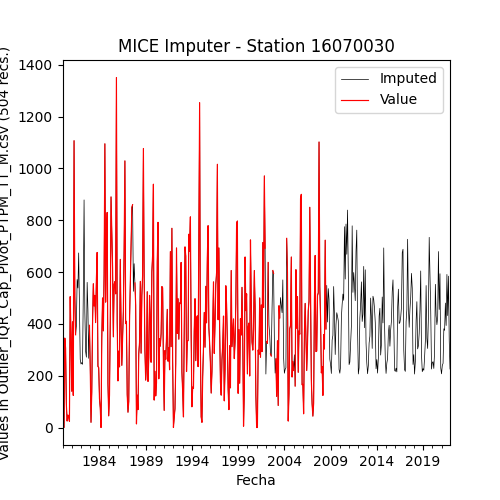 MICE Imputer - Station 16070030
Values in Outlier_IQR_Cap_Pivot_PTPM_TT_M.csv (504 recs.)
1400
1200
1000
800
600
400
200
0
Imputed
Value
1984 1989 1994 1999 2004 2009 2014 2019
Fecha